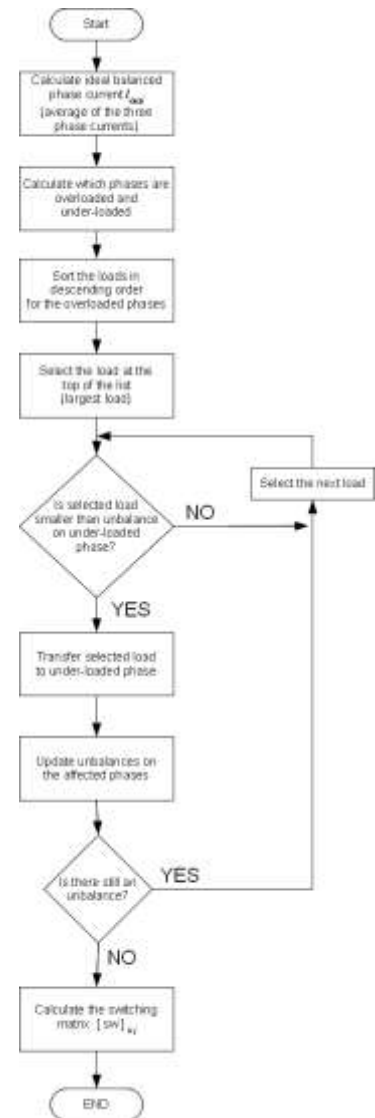 Start
Calculate ideal balanced
phase current I
(average of the three
phase currents)
Calculate which phases are
overloaded and
under-loaded
Sort the loads in
descending order
for the overloaded phases
Select the load at the
top of the list
(largest load)
Is selected load
smaller than unbalance
on under-loaded
phase?
NO
Select the next load
YES
Transfer selected load
to under-loaded phase
Update unbalances on
the affected phases
Is there still an
unbalance?
YES
NO
Calculate the switching
matrix [sw]
END